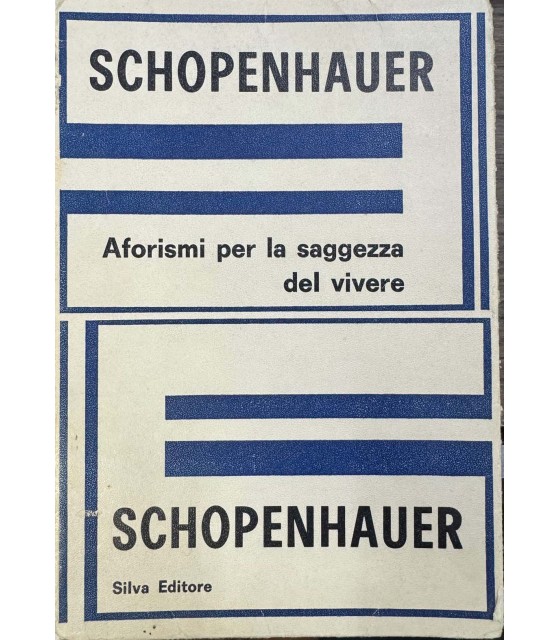 SCHOPENHAUER
Aforismi per la saggezza
del vivere
SCHOPENHAUER
Silva Editore